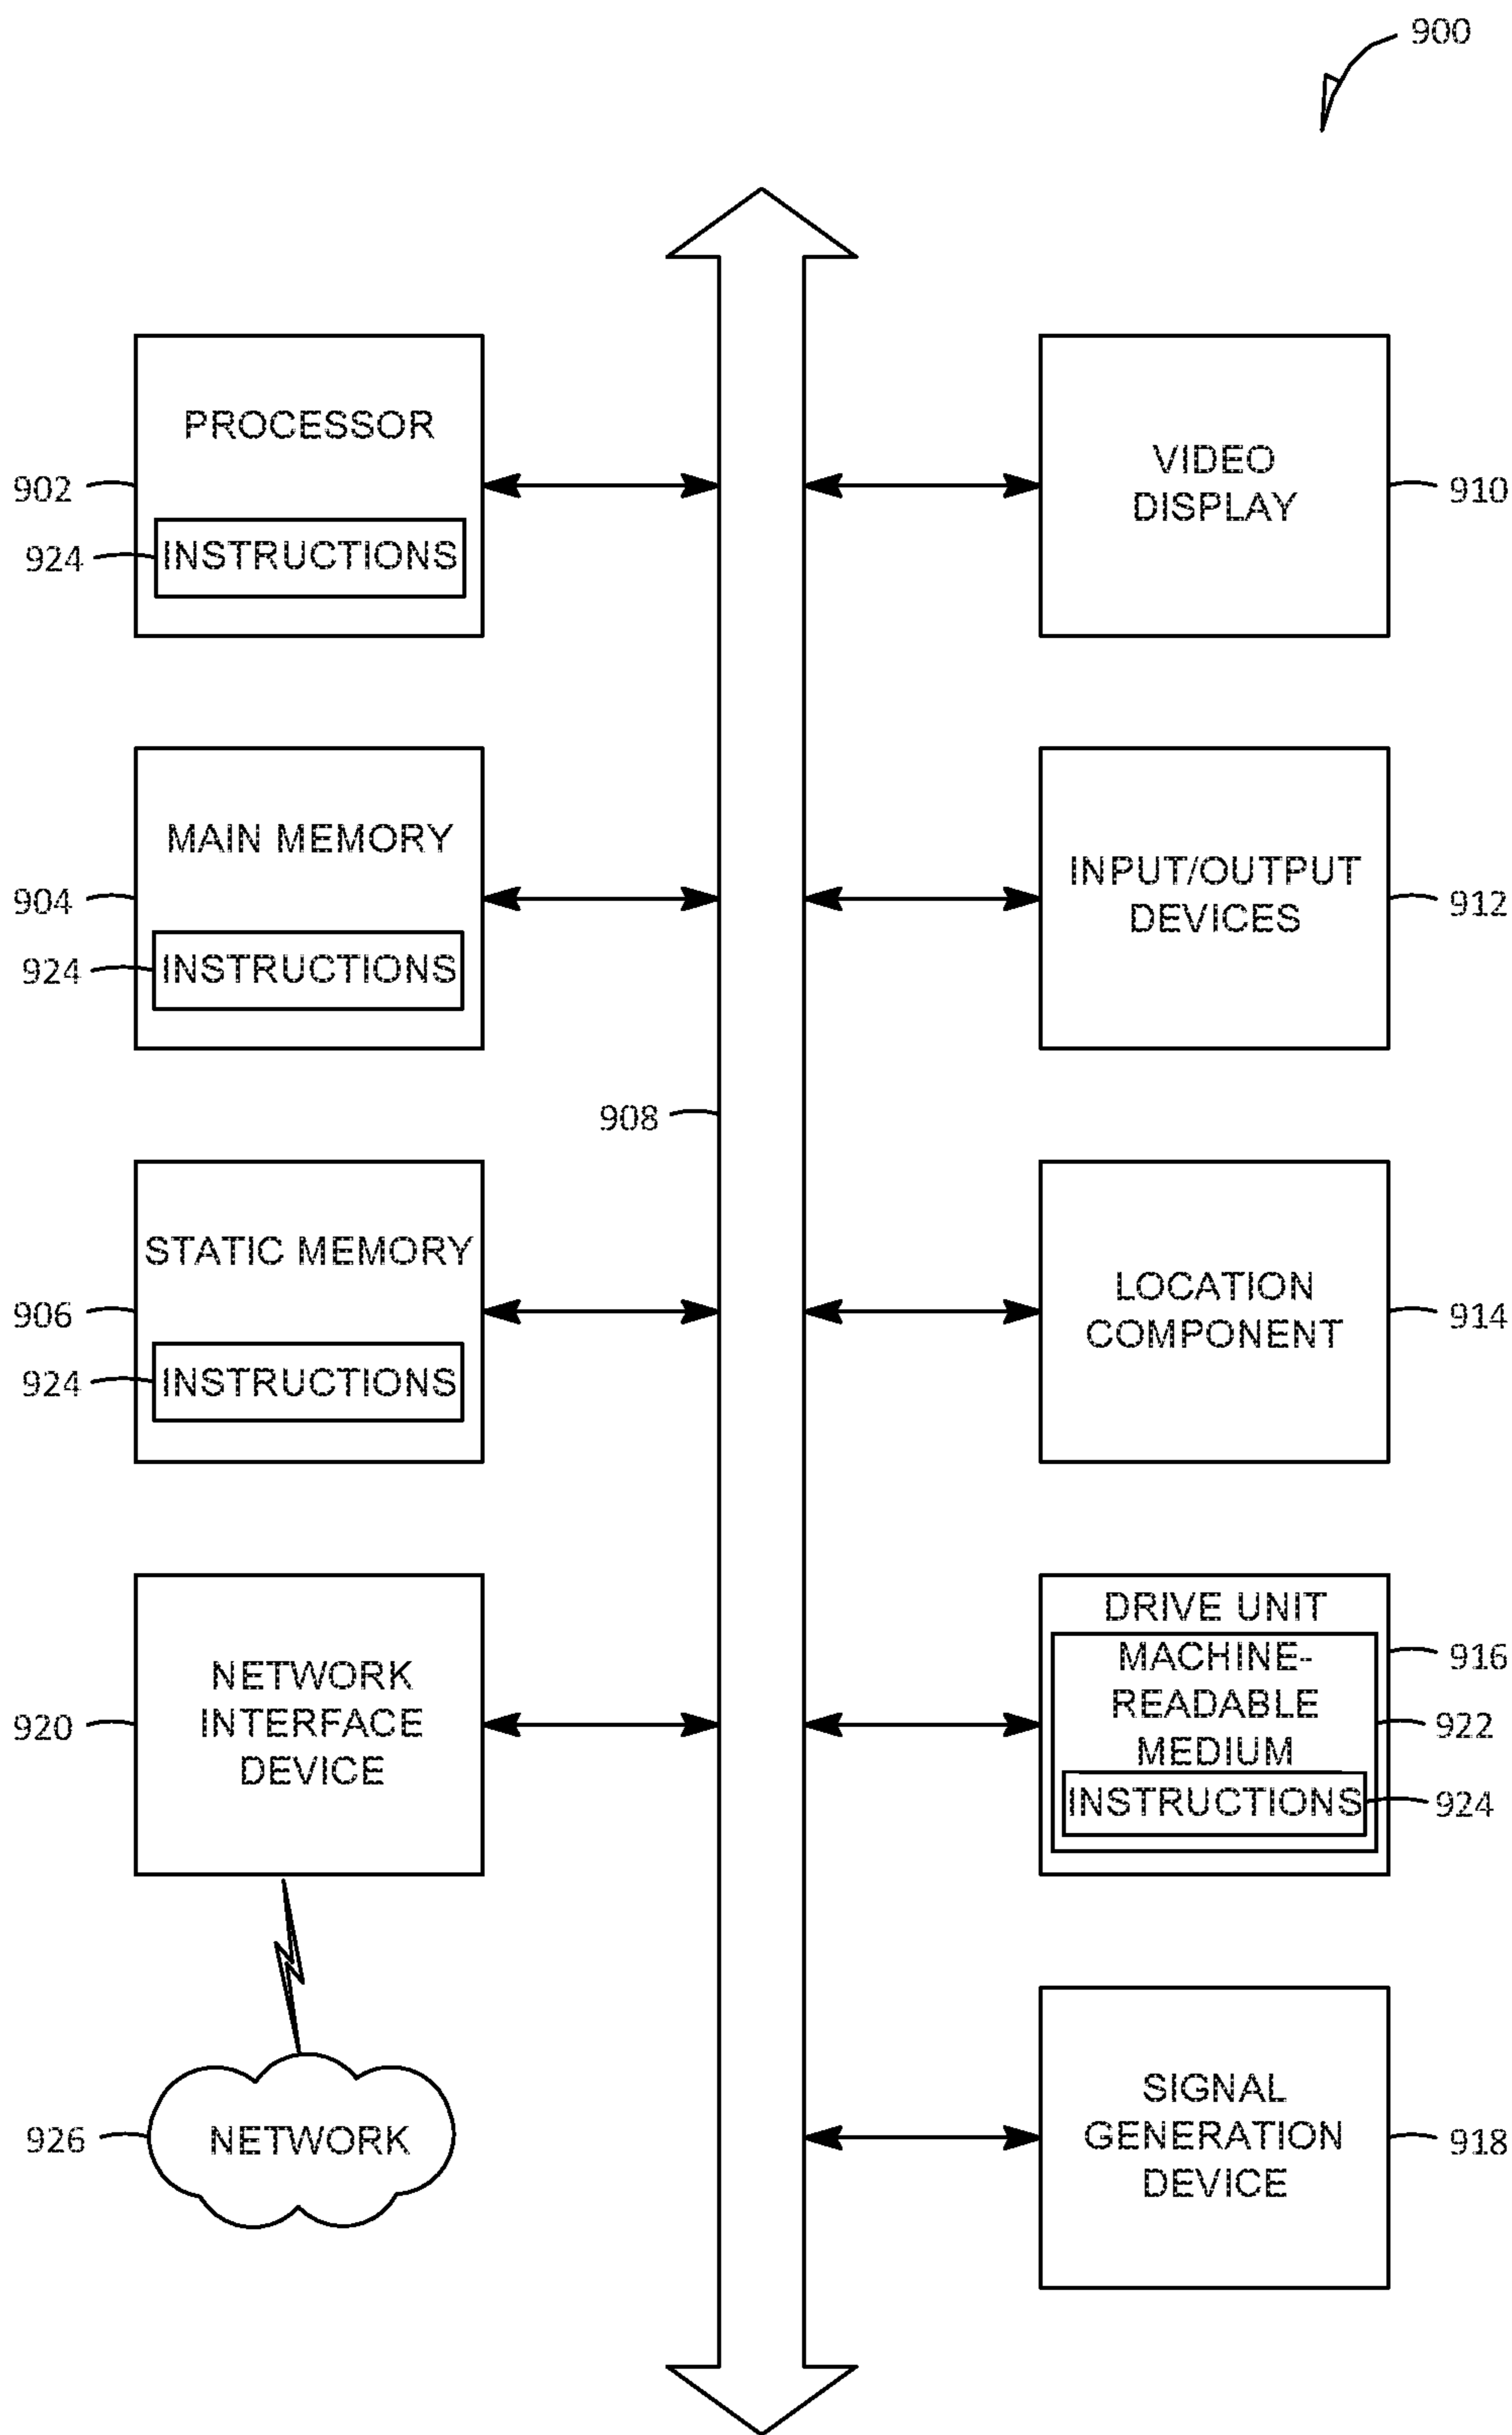 900
PROCESSOR
902
924
INSTRUCTIONS
VIDEO
DISPLAY
910
MAIN MEMORY
904
924
INSTRUCTIONS
INPUT/OUTPUT
DEVICES
912
908
STATIC MEMORY
906
924
INSTRUCTIONS
LOCATION
COMPONENT
914
NETWORK
INTERFACE
DEVICE
920
DRIVE UNIT
916
MACHINE-
READABLE
MEDIUM
922
INSTRUCTIONS
924
926
NETWORK
SIGNAL
GENERATION
DEVICE
918